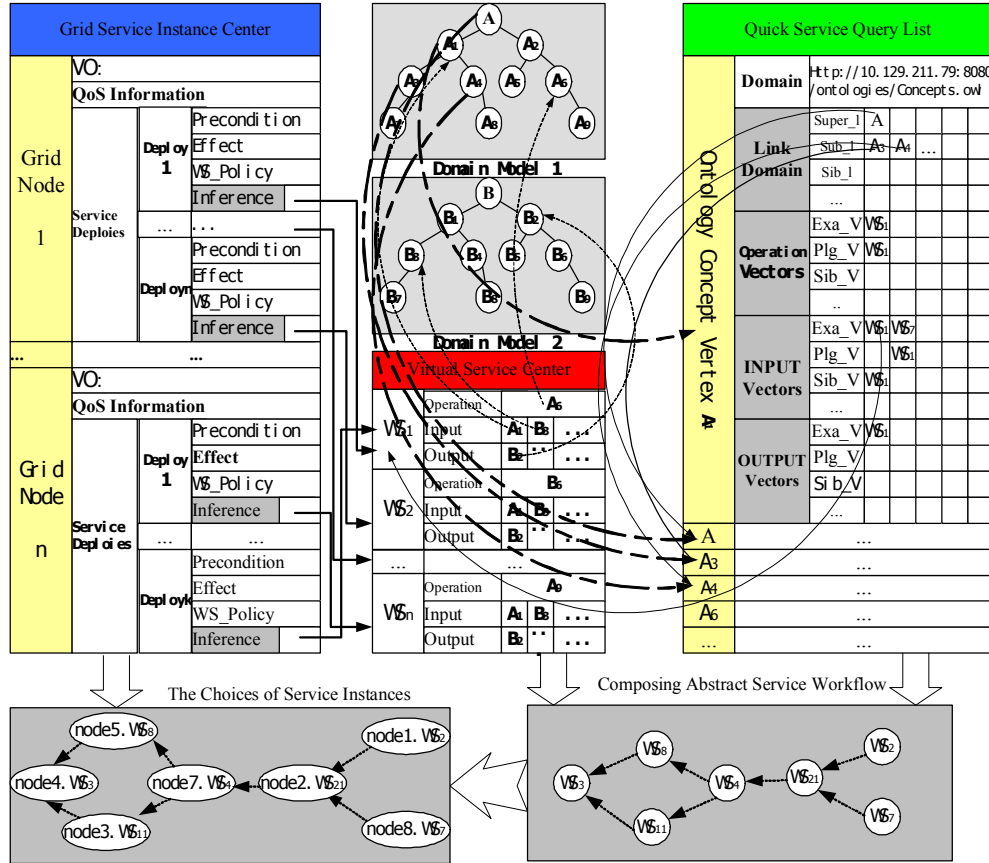 Grid Service Instance Center
VO:
QoS Information
Grid
Node
1
Service
Deploies
Deploy
1
Precondition
Effect
WS_Policy
Inference
... ...
Deployn
Precondition
Effect
WS_Policy
Inference
... ...
VO:
QoS Information
Grid
Node
n
Service
Deploies
Deploy
1
Precondition
Effect
WS_Policy
Inference
... ...
Deployk
Precondition
Effect
WS_Policy
Inference
A
A1 A2
A3 A4 A5 A6
A7 A8 A9
Domain Model 1
B
B1 B2
B3 B4 B5 B6
B7 B8 B9
Domain Model 2
Virtual Service Center
WS1
Operation A6
Input A1 B3 ...
Output B2 .. ...
WS2
Operation B6
Input A1 B3 ...
Output B2 .. ...
... ...
WSn
Operation A9
Input A1 B3 ...
Output B2 .. ...
Quick Service Query List
Ontology Concept Vertex A1
Domain
Http://10.129.211.79:8080
/ontologies/Concepts.owl
Link
Domain
Super_l A
Sub_l A3 A4 ...
Sib_l
...
Operation
Vectors
Exa_V WS1
Plg_V WS1
Sib_V
..
INPUT
Vectors
Exa_V WS1 WS7
Plg_V WS1
Sib_V WS1
...
OUTPUT
Vectors
Exa_V WS1
Plg_V
Sib_V
...
A ...
A3 ...
A4 ...
A6 ...
... ...
The Choices of Service Instances
node5.WS8
node1.WS2
node4.WS3
node7.WS4
node2.WS21
node3.WS11
node8.WS7
Composing Abstract Service Workflow
WS8
WS2
WS3
WS4
WS21
WS11
WS7